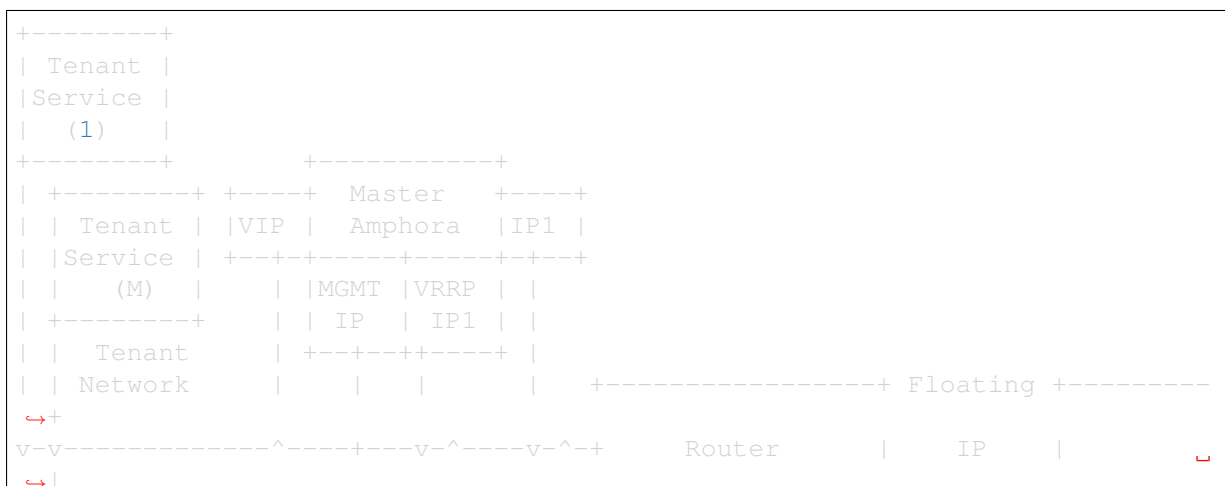 +--------+
| Tenant |
|Service |
|  (1)   |
+--------+         +-----------+
| +--------+ +----+  Master   +----+
| | Tenant | |VIP |  Amphora  |IP1 |
| |Service | +--+-+-----+-----+-+--+
| |   (M)  |    | |MGMT |VRRP | |
| +--------+    | | IP  | IP1 | |
| |  Tenant     | +--+--++----+ |
| | Network     |    |   |      |   +-----------------+ Floating +---------
↪+
v-v-------------^----+---v-^----v-^-+     Router      |    IP    |         ␣
↪|